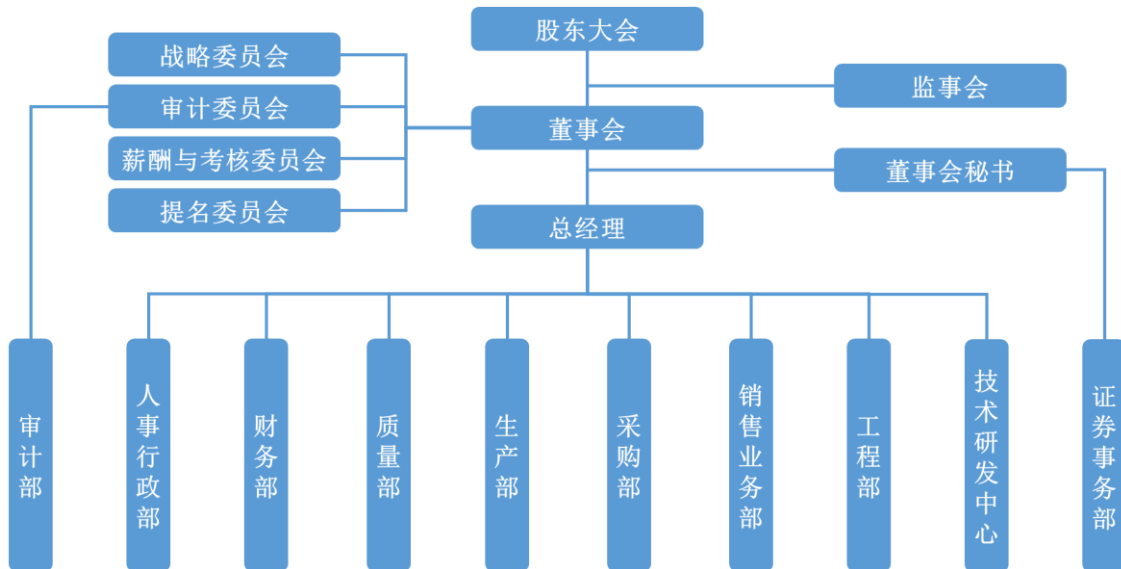 股东大会
战略委员会
监事会
审计委员会
董事会
薪酬与考核委员会
董事会秘书
提名委员会
总经理
审计部
人事行政部
财务部
质量部
生产部
采购部
销售业务部
工程部
技术研发中心
证券事务部